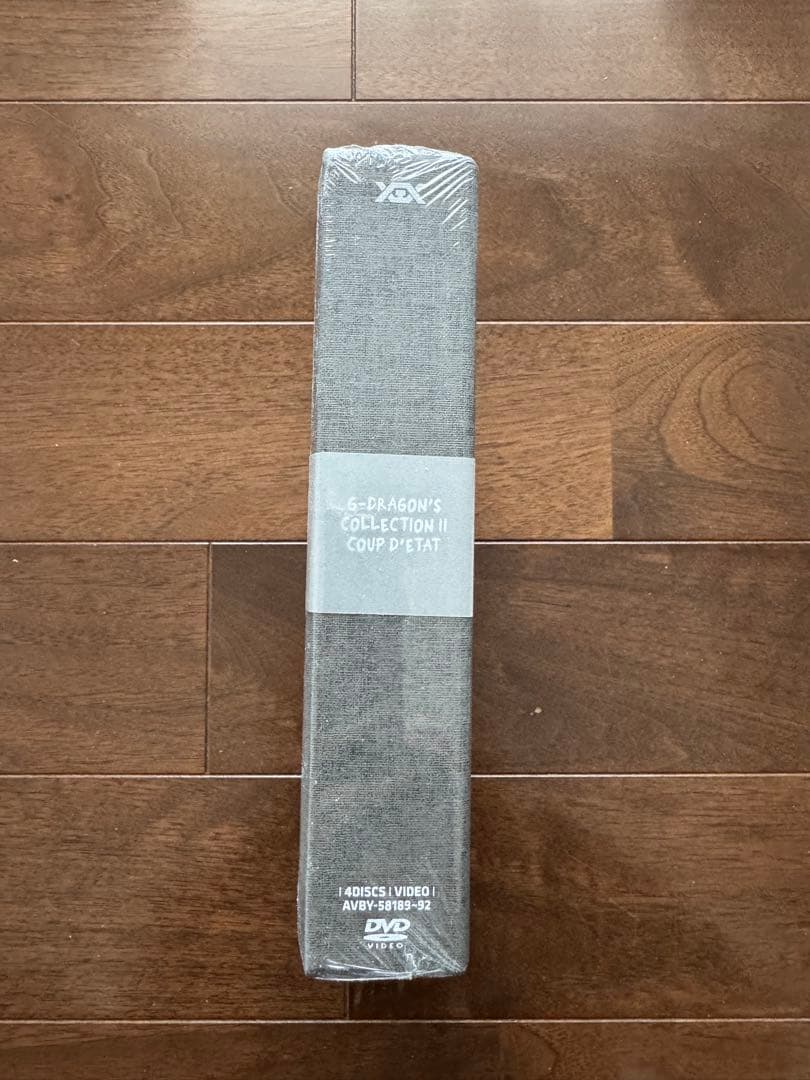 G-DRAGON'S
COLLECTION II
COUP D'ETAT
| 4DISCS | VIDEO |
AVBY-58189~92
DVD
VIDEO